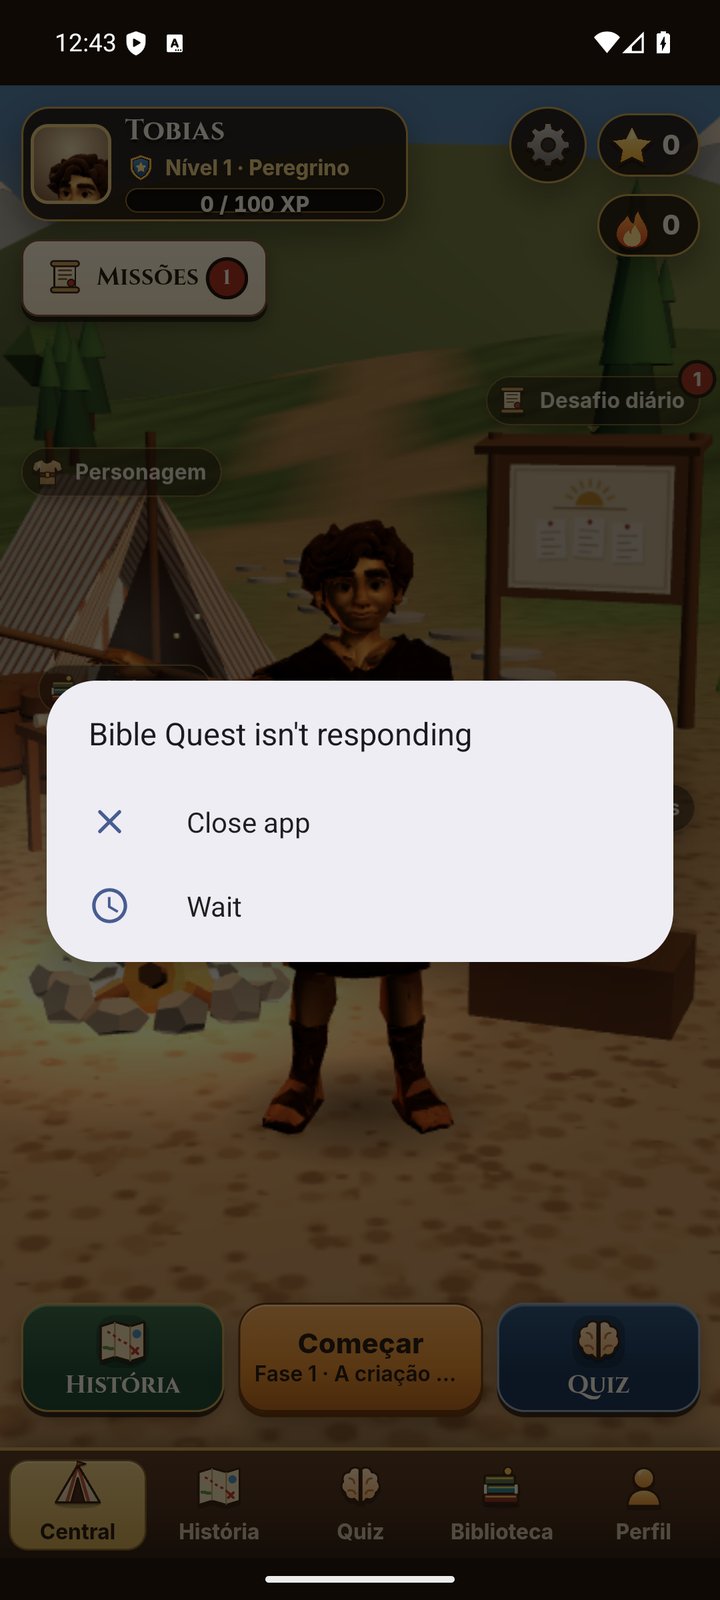 12:43
A
TOBIAS
Nível 1 · Peregrino
0 / 100 XP
0
0
MISSÕES 1
1
Desafio diário
Personagem
Bible Quest isn't responding
Close app
Wait
HISTÓRIA
Começar
Fase 1 · A criação ...
QUIZ
Central
História
Quiz
Biblioteca
Perfil